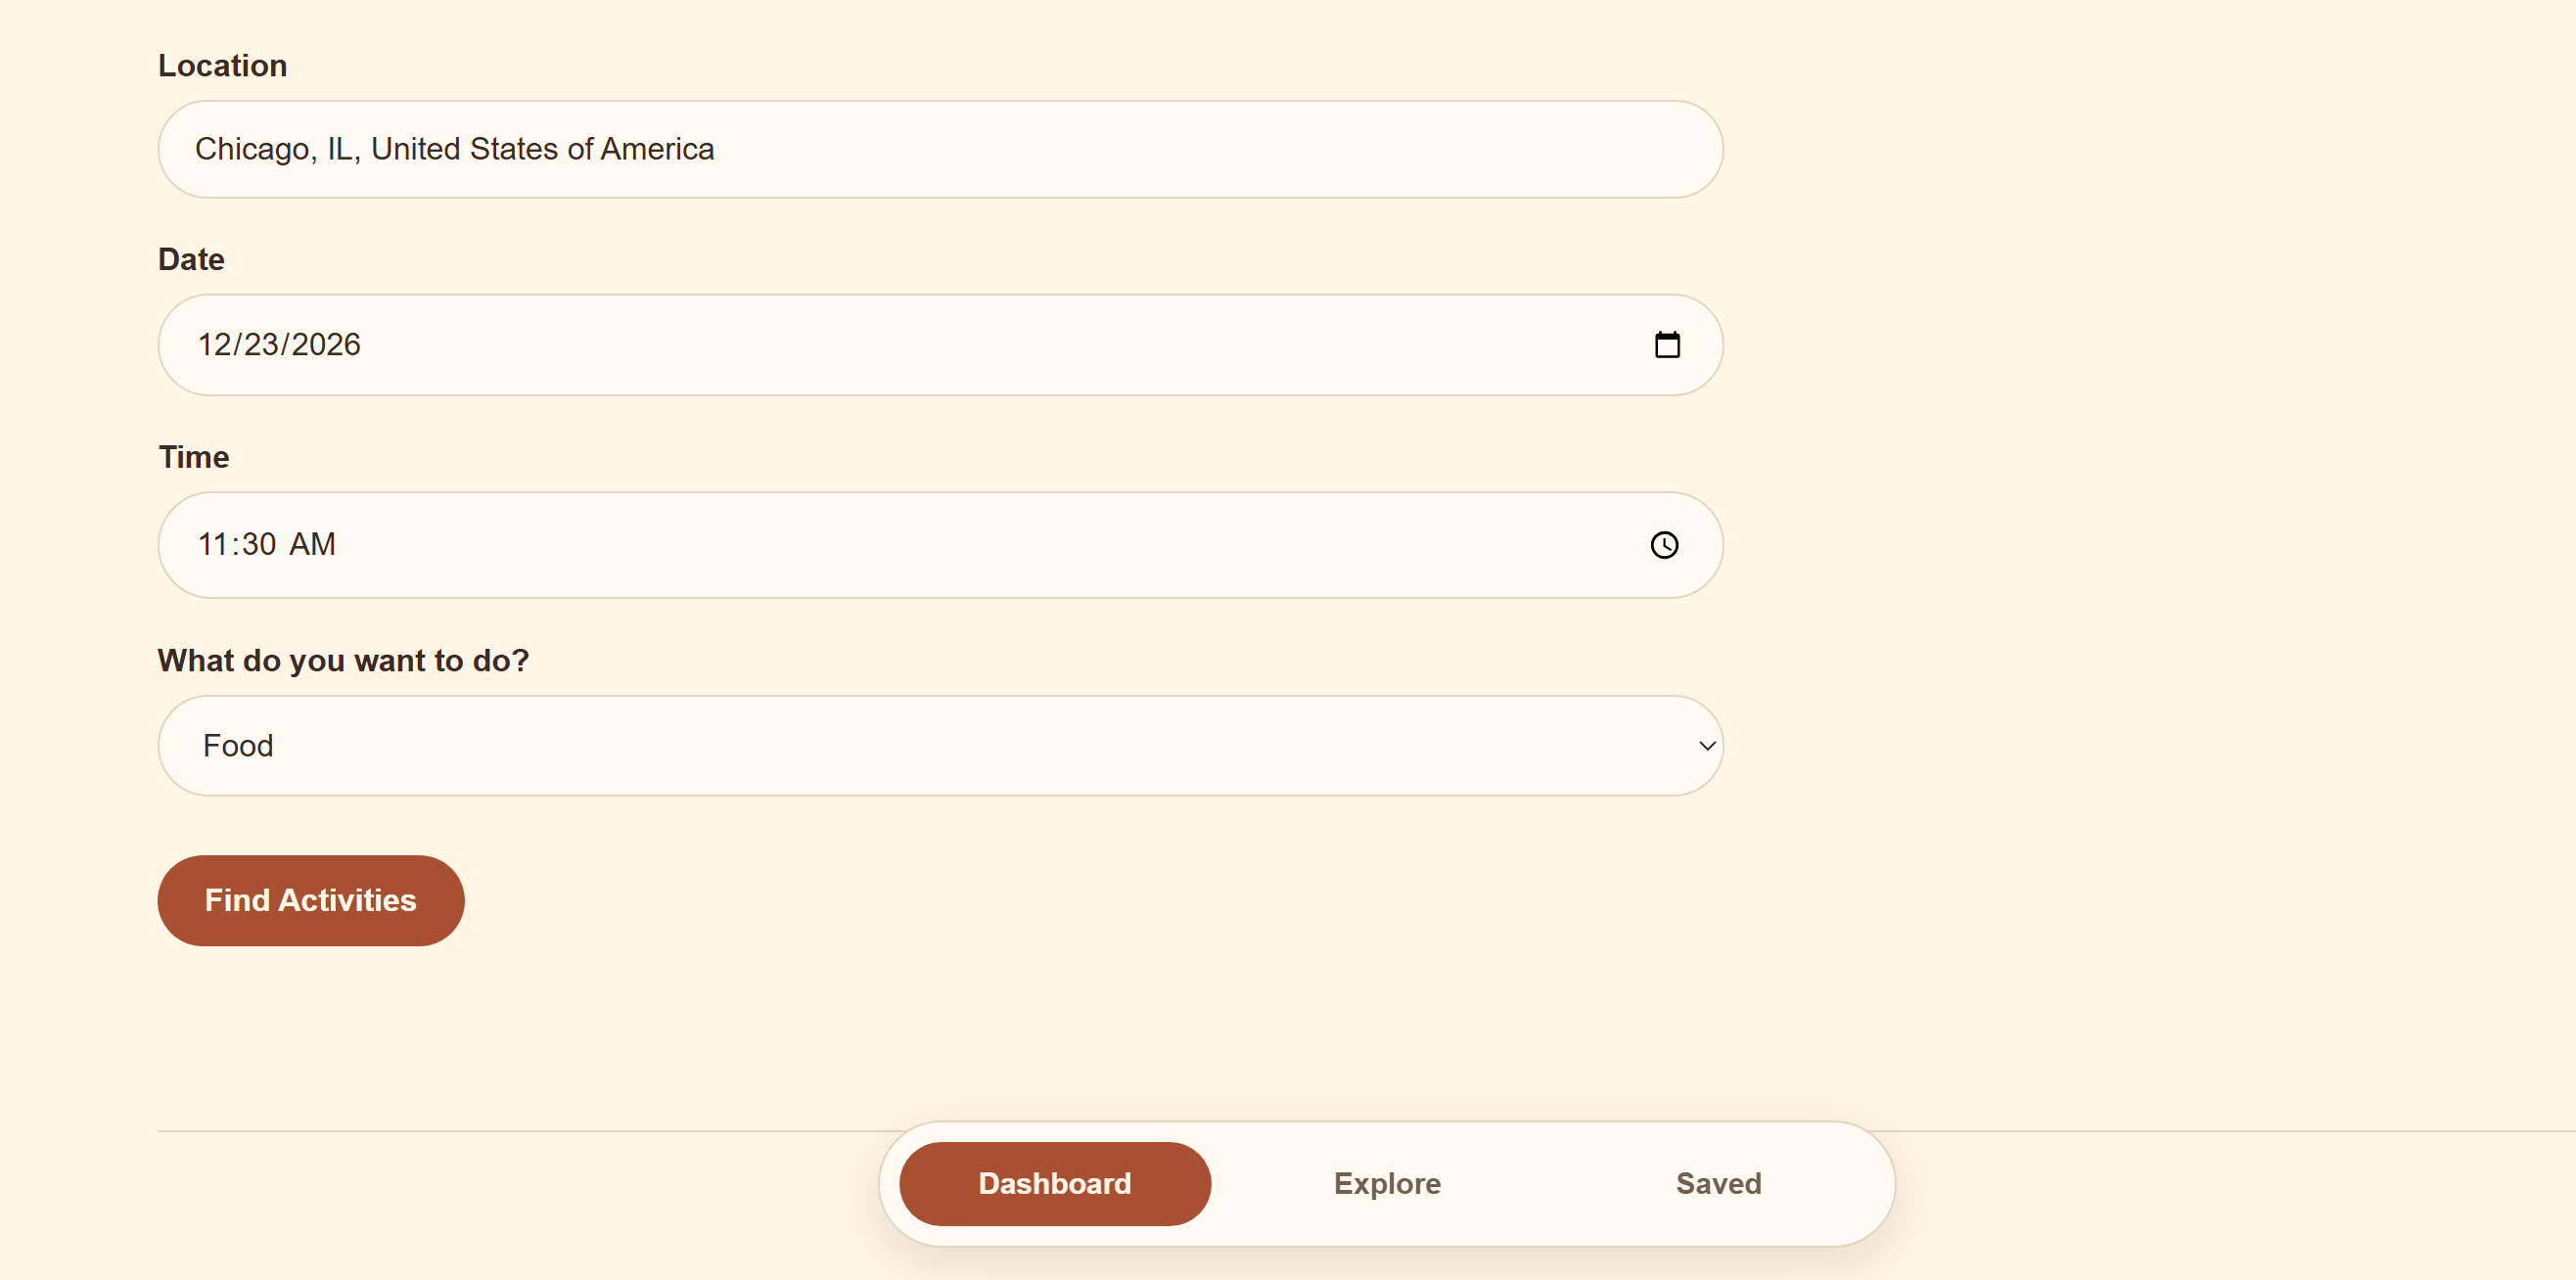 Location
Chicago, IL, United States of America
Date
12/23/2026
Time
11:30 AM
What do you want to do?
Food
Find Activities
Dashboard Explore Saved